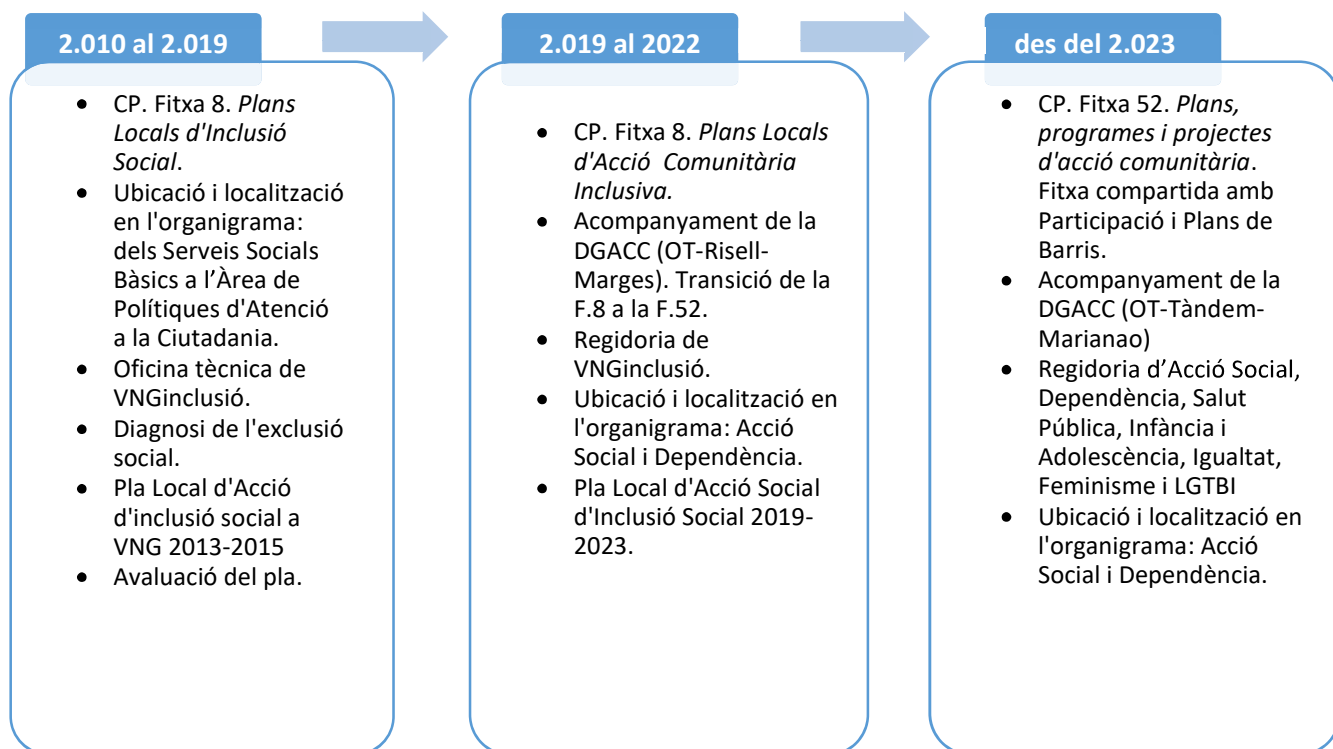 2.010 al 2.019
• CP. Fitxa 8. Plans
Locals d'Inclusió
Social.
• Ubicació i localització
en l'organigrama:
dels Serveis Socials
Bàsics a l’Àrea de
Polítiques d'Atenció
a la Ciutadania.
• Oficina tècnica de
VNGinclusió.
• Diagnosi de l'exclusió
social.
• Pla Local d'Acció
d'inclusió social a
VNG 2013-2015
• Avaluació del pla.
2.019 al 2022
• CP. Fitxa 8. Plans Locals
d'Acció Comunitària
Inclusiva.
• Acompanyament de la
DGACC (OT-Risell-
Marges). Transició de la
F.8 a la F.52.
• Regidoria de
VNGinclusió.
• Ubicació i localització en
l'organigrama: Acció
Social i Dependència.
• Pla Local d'Acció Social
d'Inclusió Social 2019-
2023.
des del 2.023
• CP. Fitxa 52. Plans,
programes i projectes
d'acció comunitària.
Fitxa compartida amb
Participació i Plans de
Barris.
• Acompanyament de la
DGACC (OT-Tàndem-
Marianao)
• Regidoria d’Acció Social,
Dependència, Salut
Pública, Infància i
Adolescència, Igualtat,
Feminisme i LGTBI
• Ubicació i localització en
l'organigrama: Acció
Social i Dependència.